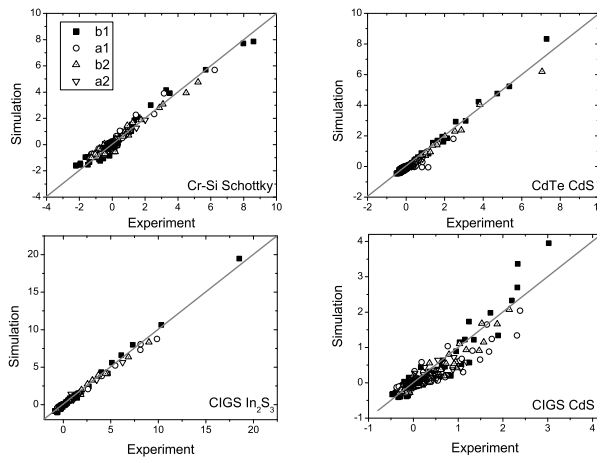 10
8
6
4
2
0
-2
-4
-4 -2 0 2 4 6 8 10
Simulation
Experiment
b1
a1
b2
a2
Cr-Si Schottky
10
8
6
4
2
0
-2
-2 0 2 4 6 8 10
Simulation
Experiment
CdTe CdS
20
15
10
5
0
0 5 10 15 20
Simulation
Experiment
CIGS In2S3
4
3
2
1
0
-1
-1 0 1 2 3 4
Simulation
Experiment
CIGS CdS